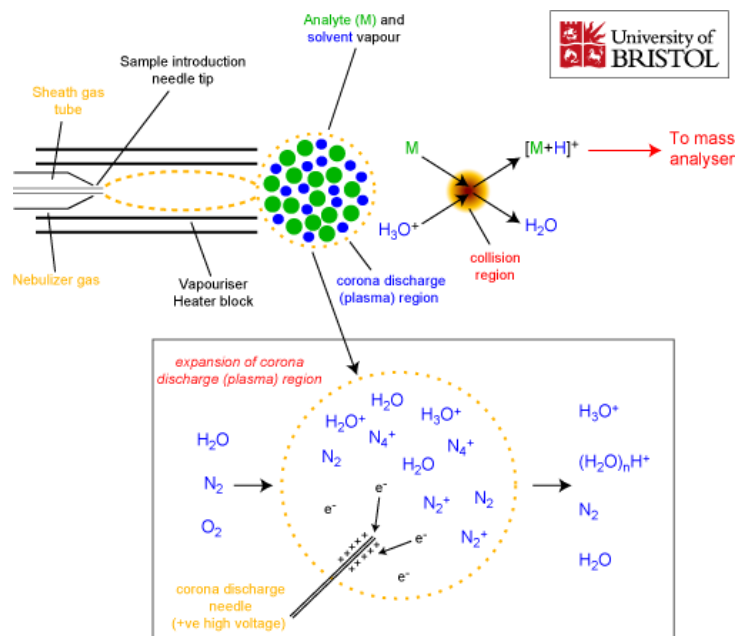 Analyte (M) and
solvent vapour
University of
BRISTOL
Sample introduction
needle tip
Sheath gas
tube
M
[M+H]⁺
To mass
analyser
H₃O⁺
H₂O
collision
region
Nebulizer gas
Vapouriser
Heater block
corona discharge
(plasma) region
expansion of corona
discharge (plasma) region
H₂O
N₂
O₂
H₂O
H₂O⁺
H₃O⁺
N₄⁺
N₄⁺
N₂
H₂O
e⁻
e⁻
N₂⁺
N₂
e⁻
N₂⁺
e⁻
++++
++++
corona discharge
needle
(+ve high voltage)
H₃O⁺
(H₂O)ₙH⁺
N₂
H₂O